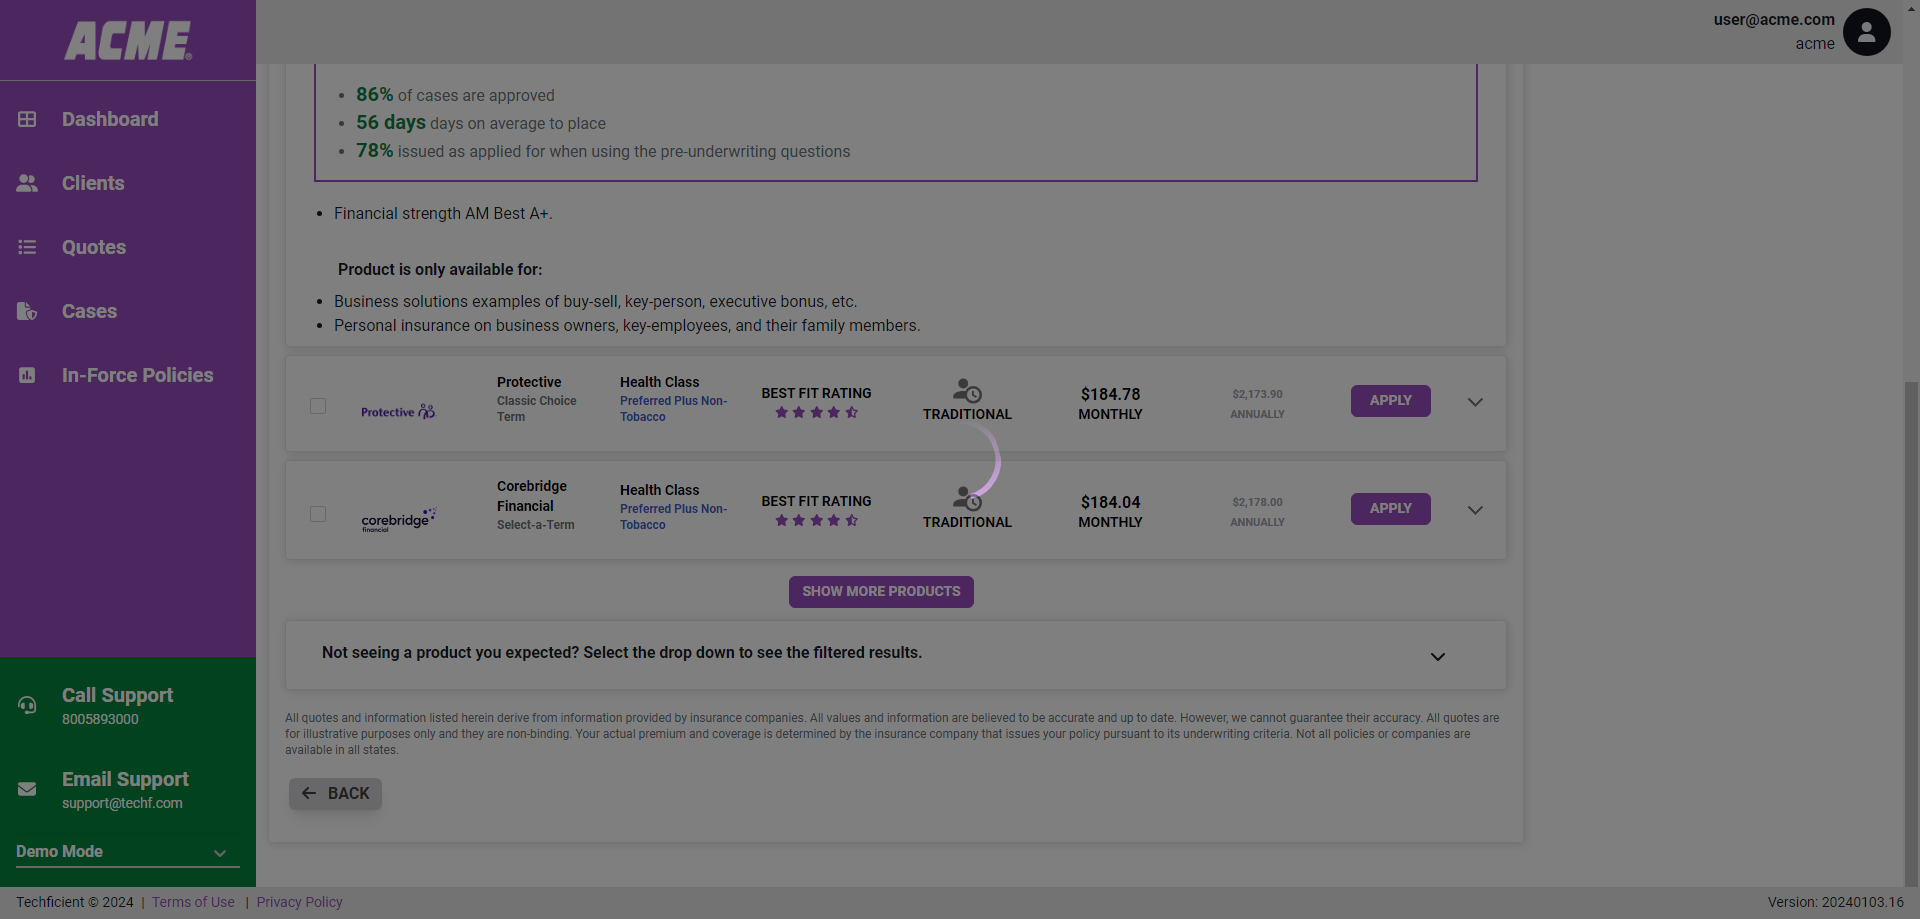 ACME®
user@acme.com
acme
Dashboard
Clients
Quotes
Cases
In-Force Policies
86% of cases are approved
56 days days on average to place
78% issued as applied for when using the pre-underwriting questions
Financial strength AM Best A+.
Product is only available for:
Business solutions examples of buy-sell, key-person, executive bonus, etc.
Personal insurance on business owners, key-employees, and their family members.
Protective
Protective
Classic Choice
Term
Health Class
Preferred Plus Non-
Tobacco
BEST FIT RATING
TRADITIONAL
$184.78
MONTHLY
$2,173.90
ANNUALLY
APPLY
corebridge
financial
Corebridge
Financial
Select-a-Term
Health Class
Preferred Plus Non-
Tobacco
BEST FIT RATING
TRADITIONAL
$184.04
MONTHLY
$2,178.00
ANNUALLY
APPLY
SHOW MORE PRODUCTS
Not seeing a product you expected? Select the drop down to see the filtered results.
All quotes and information listed herein derive from information provided by insurance companies. All values and information are believed to be accurate and up to date. However, we cannot guarantee their accuracy. All quotes are
for illustrative purposes only and they are non-binding. Your actual premium and coverage is determined by the insurance company that issues your policy pursuant to its underwriting criteria. Not all policies or companies are
available in all states.
BACK
Call Support
8005893000
Email Support
support@techf.com
Demo Mode
Techficient © 2024 | Terms of Use | Privacy Policy
Version: 20240103.16